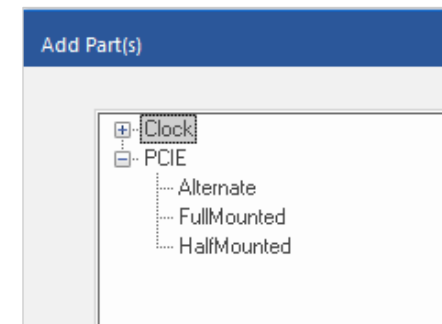 Add Part(s)
Clock
PCIE
Alternate
FullMounted
HalfMounted